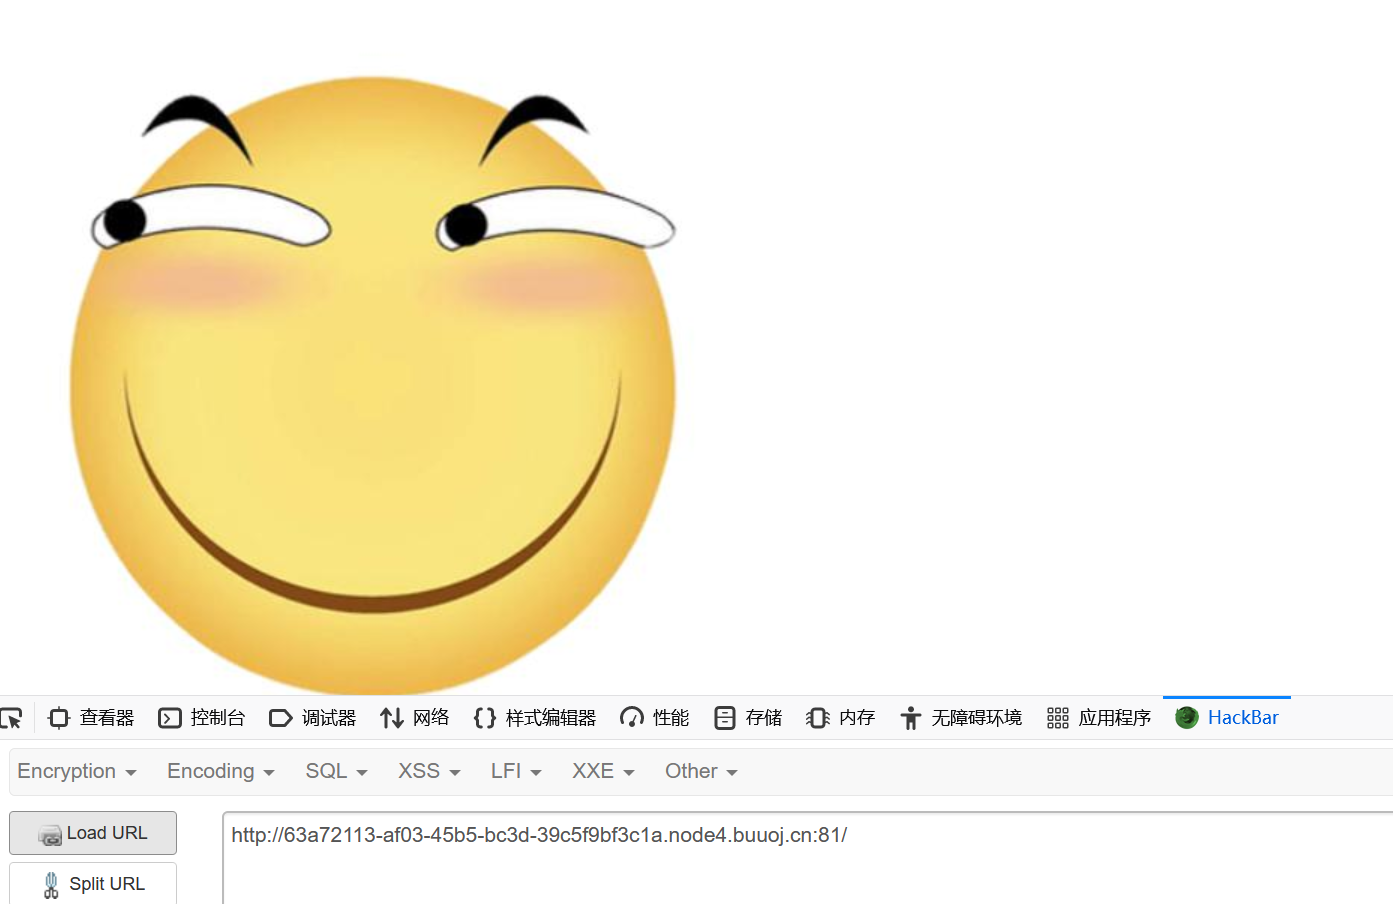 查看器 控制台 调试器 网络 样式编辑器 性能 存储 内存 无障碍环境 应用程序 HackBar
Encryption Encoding SQL XSS LFI XXE Other
Load URL http://63a72113-af03-45b5-bc3d-39c5f9bf3c1a.node4.buuoj.cn:81/
Split URL